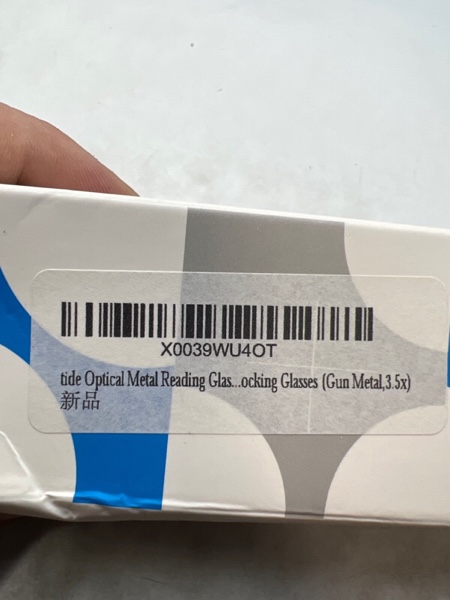 X0039WU4OT
tide Optical Metal Reading Glas...ocking Glasses (Gun Metal,3.5x)
新品